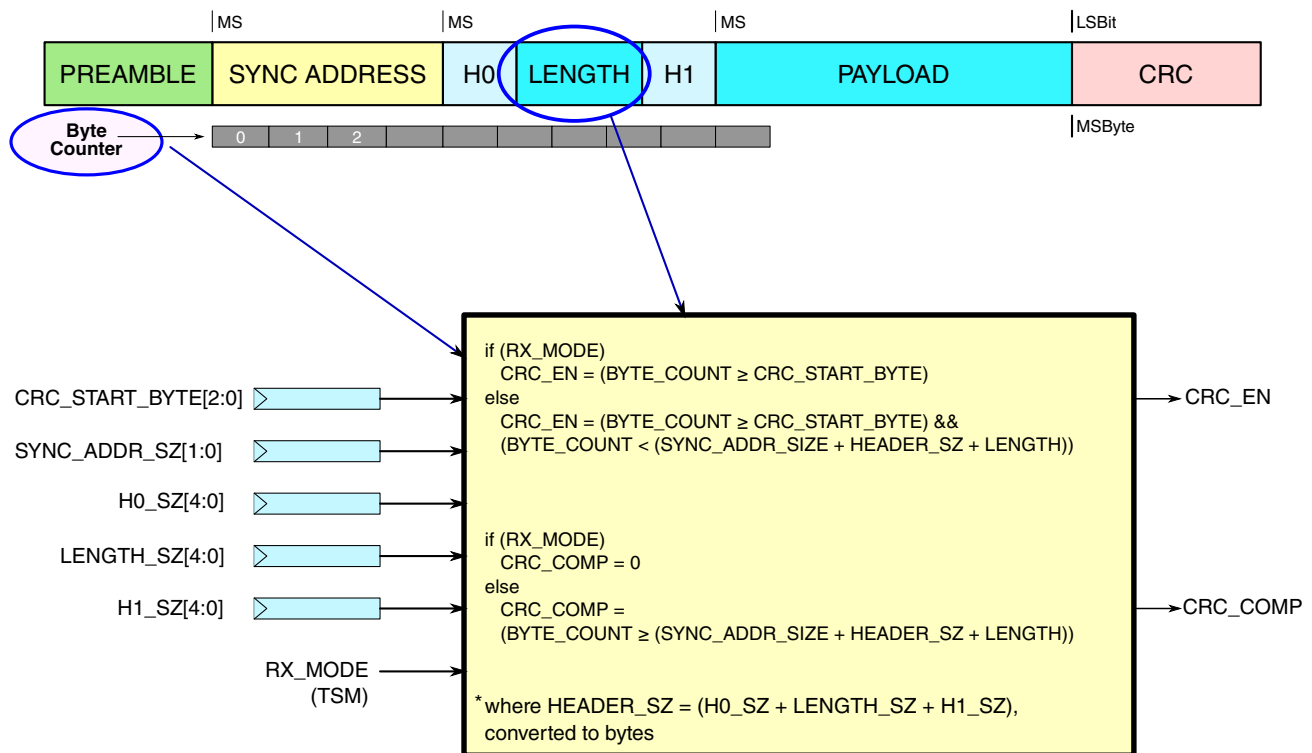 MS
MS
MS
LSBit
PREAMBLE
SYNC ADDRESS
H0
LENGTH
H1
PAYLOAD
CRC
Byte
Counter
0
1
2
MSByte
if (RX_MODE)
CRC_EN = (BYTE_COUNT ≥ CRC_START_BYTE)
else
CRC_EN = (BYTE_COUNT ≥ CRC_START_BYTE) &&
(BYTE_COUNT < (SYNC_ADDR_SIZE + HEADER_SZ + LENGTH))
if (RX_MODE)
CRC_COMP = 0
else
CRC_COMP =
(BYTE_COUNT ≥ (SYNC_ADDR_SIZE + HEADER_SZ + LENGTH))
*where HEADER_SZ = (H0_SZ + LENGTH_SZ + H1_SZ),
converted to bytes
CRC_START_BYTE[2:0]
SYNC_ADDR_SZ[1:0]
H0_SZ[4:0]
LENGTH_SZ[4:0]
H1_SZ[4:0]
RX_MODE
(TSM)
CRC_EN
CRC_COMP